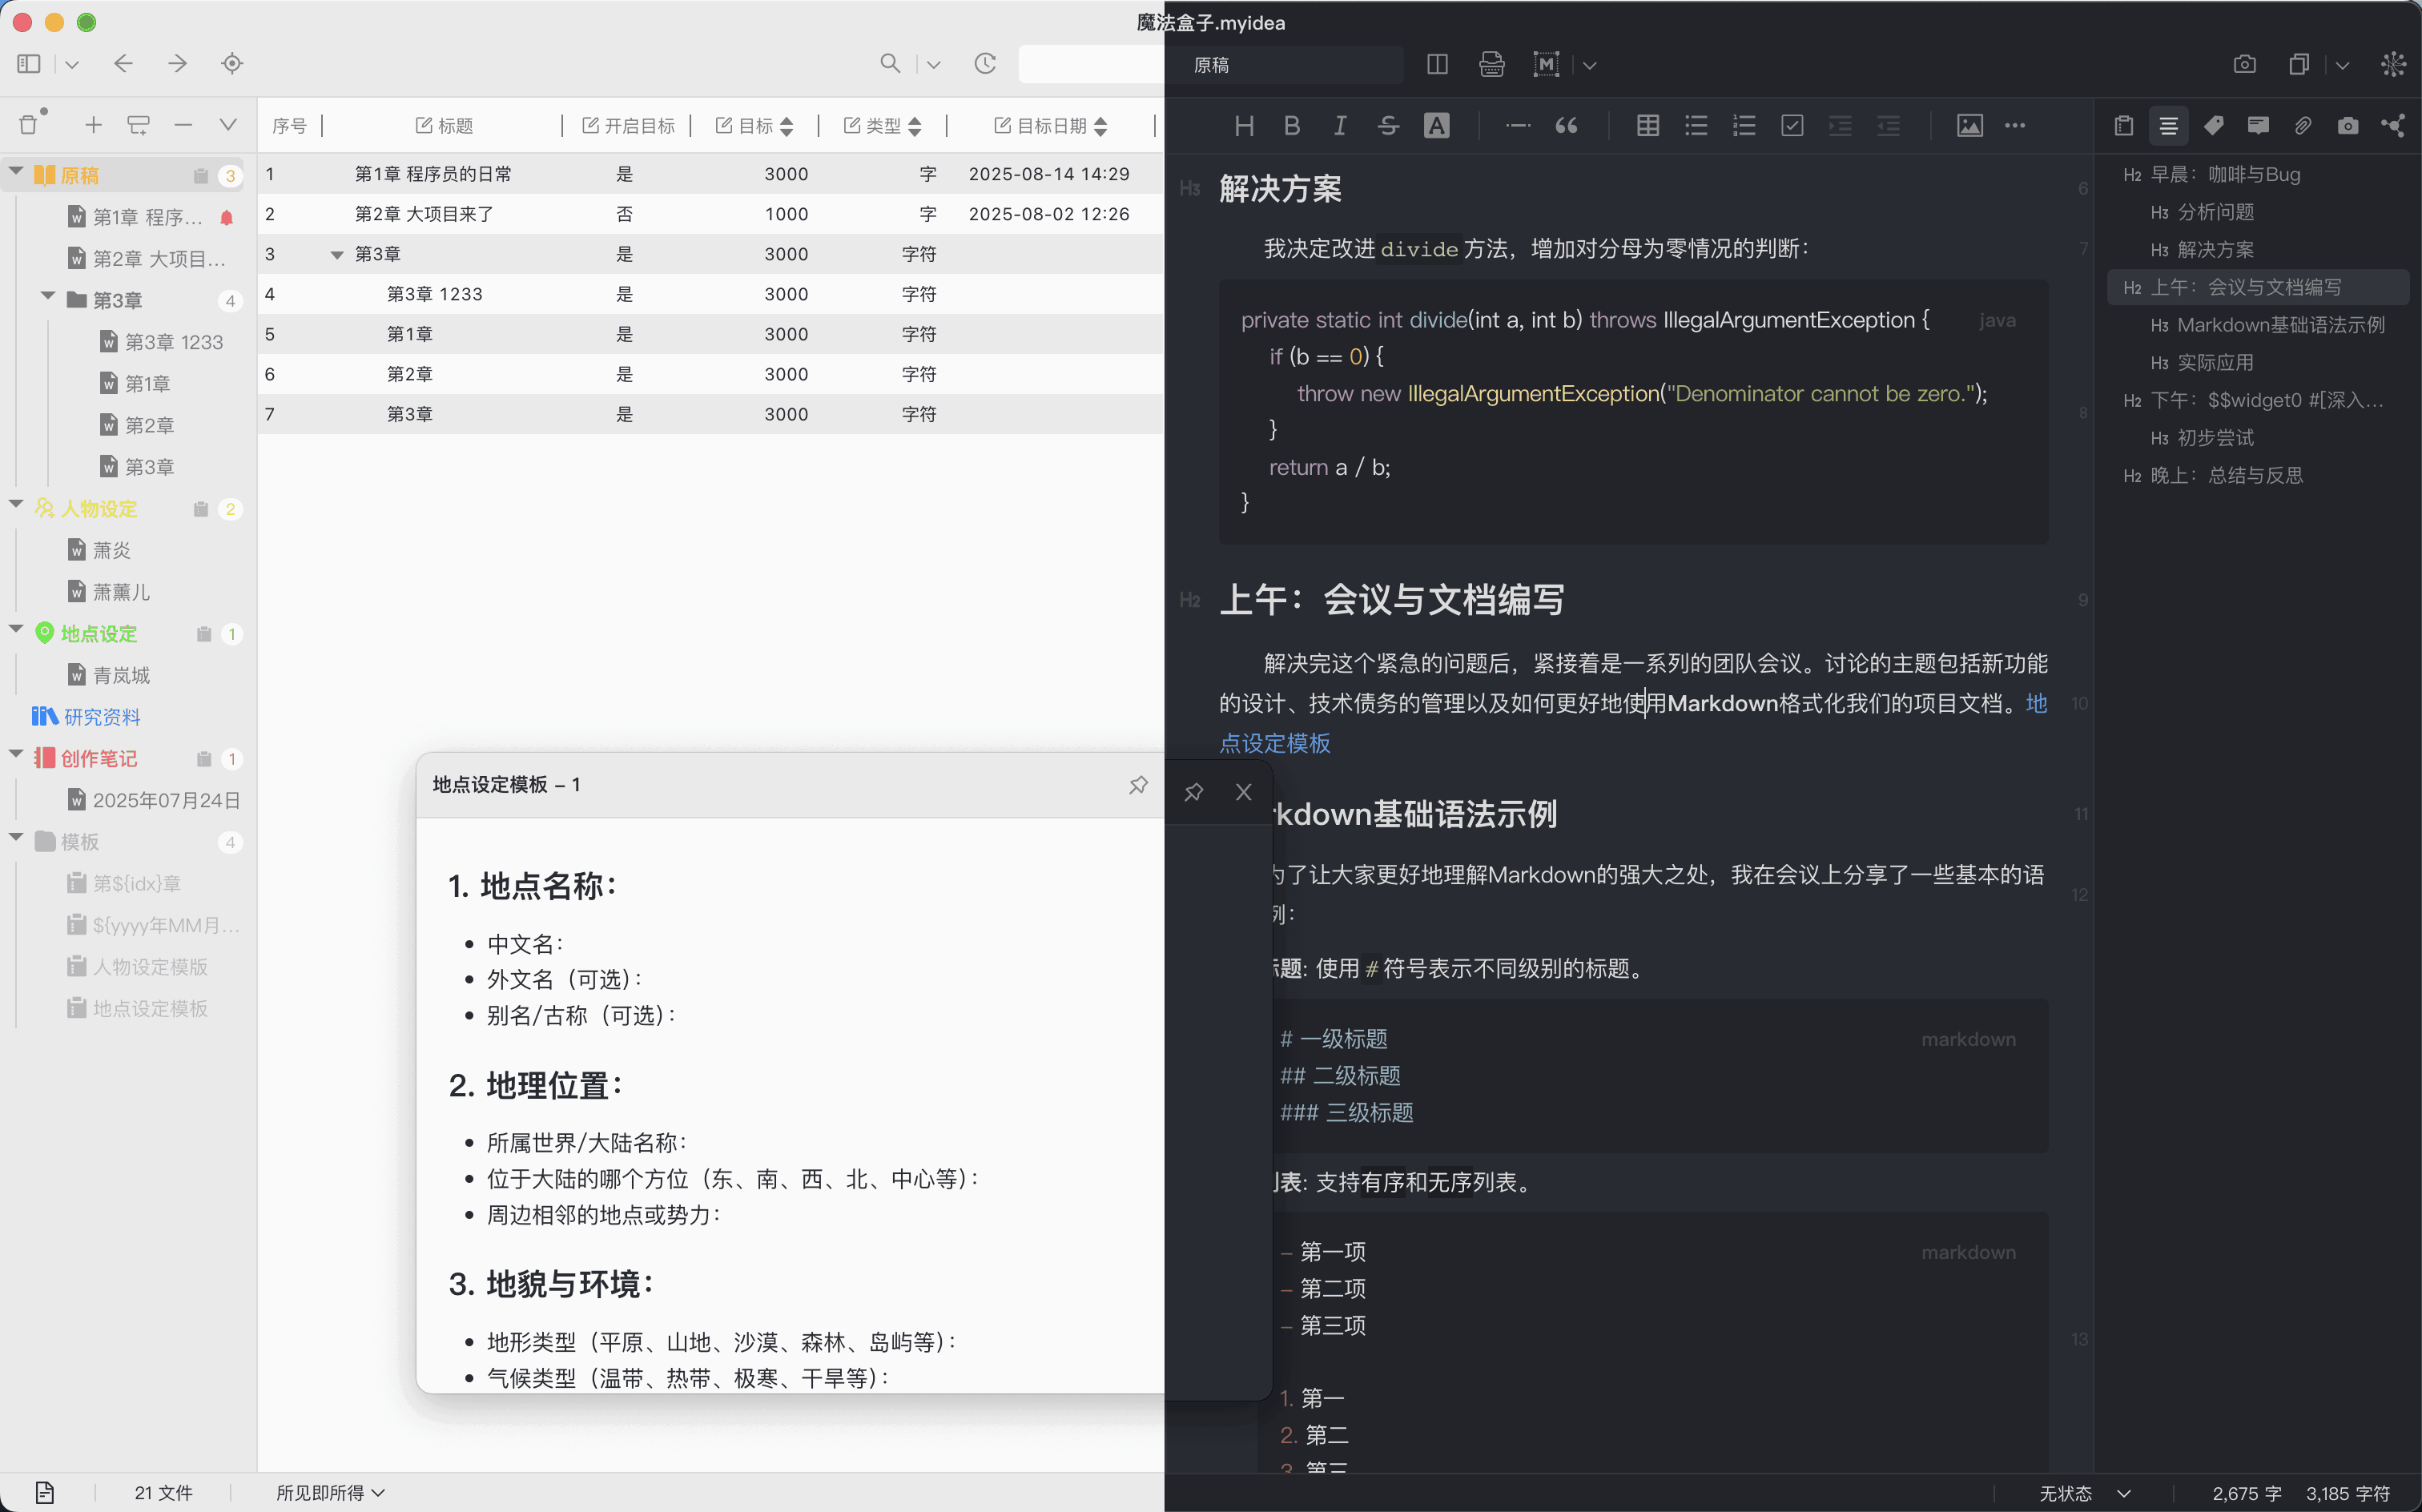 魔法盒子.myidea
原稿
序号 标题 开启目标 目标 类型 目标日期
原稿 3
第1章 程序...
第2章 大项目...
第3章 4
第3章 1233
第1章
第2章
第3章
人物设定 2
萧炎
萧薰儿
地点设定 1
青岚城
研究资料
创作笔记 1
2025年07月24日
模板 4
第${idx}章
${yyyy年MM月...
人物设定模版
地点设定模板
1 第1章 程序员的日常 是 3000 字 2025-08-14 14:29
2 第2章 大项目来了 否 1000 字 2025-08-02 12:26
3 第3章 是 3000 字符
4 第3章 1233 是 3000 字符
5 第1章 是 3000 字符
6 第2章 是 3000 字符
7 第3章 是 3000 字符
地点设定模板 – 1
1. 地点名称：
• 中文名：
• 外文名（可选）：
• 别名/古称（可选）：
2. 地理位置：
• 所属世界/大陆名称：
• 位于大陆的哪个方位（东、南、西、北、中心等）：
• 周边相邻的地点或势力：
3. 地貌与环境：
• 地形类型（平原、山地、沙漠、森林、岛屿等）：
• 气候类型（温带、热带、极寒、干旱等）：
H3 解决方案 6
我决定改进divide方法，增加对分母为零情况的判断： 7
private static int divide(int a, int b) throws IllegalArgumentException { java
if (b == 0) {
throw new IllegalArgumentException("Denominator cannot be zero."); 8
}
return a / b;
}
H2 上午：会议与文档编写 9
解决完这个紧急的问题后，紧接着是一系列的团队会议。讨论的主题包括新功能
的设计、技术债务的管理以及如何更好地使用Markdown格式化我们的项目文档。地 10
点设定模板
rkdown基础语法示例 11
为了让大家更好地理解Markdown的强大之处，我在会议上分享了一些基本的语 12
例：
标题: 使用 # 符号表示不同级别的标题。
# 一级标题 markdown
## 二级标题
### 三级标题
列表: 支持有序和无序列表。
– 第一项 markdown
– 第二项
– 第三项
13
1. 第一
2. 第二
3. 第三
H2 早晨：咖啡与Bug
H3 分析问题
H3 解决方案
H2 上午：会议与文档编写
H3 Markdown基础语法示例
H3 实际应用
H2 下午：$$widget0 #[深入...
H3 初步尝试
H2 晚上：总结与反思
21 文件
所见即所得
无状态
2,675 字
3,185 字符